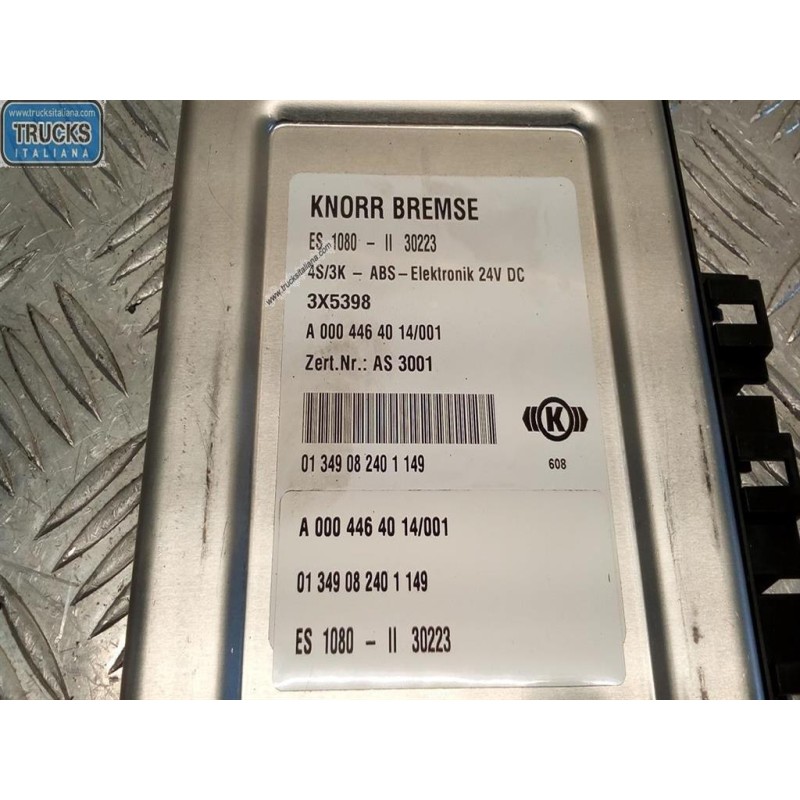 www.trucksitaliana.com
TRUCKS
ITALIANA
KNORR BREMSE
ES 1080 - II 30223
www.trucksitaliana.com
4S/3K - ABS-Elektronik 24V DC
3X5398
A 000 446 40 14/001
Zert.Nr.: AS 3001
K
01 349 08 240 1 149
608
A 000 446 40 14/001
01 349 08 240 1 149
ES 1080 - II 30223